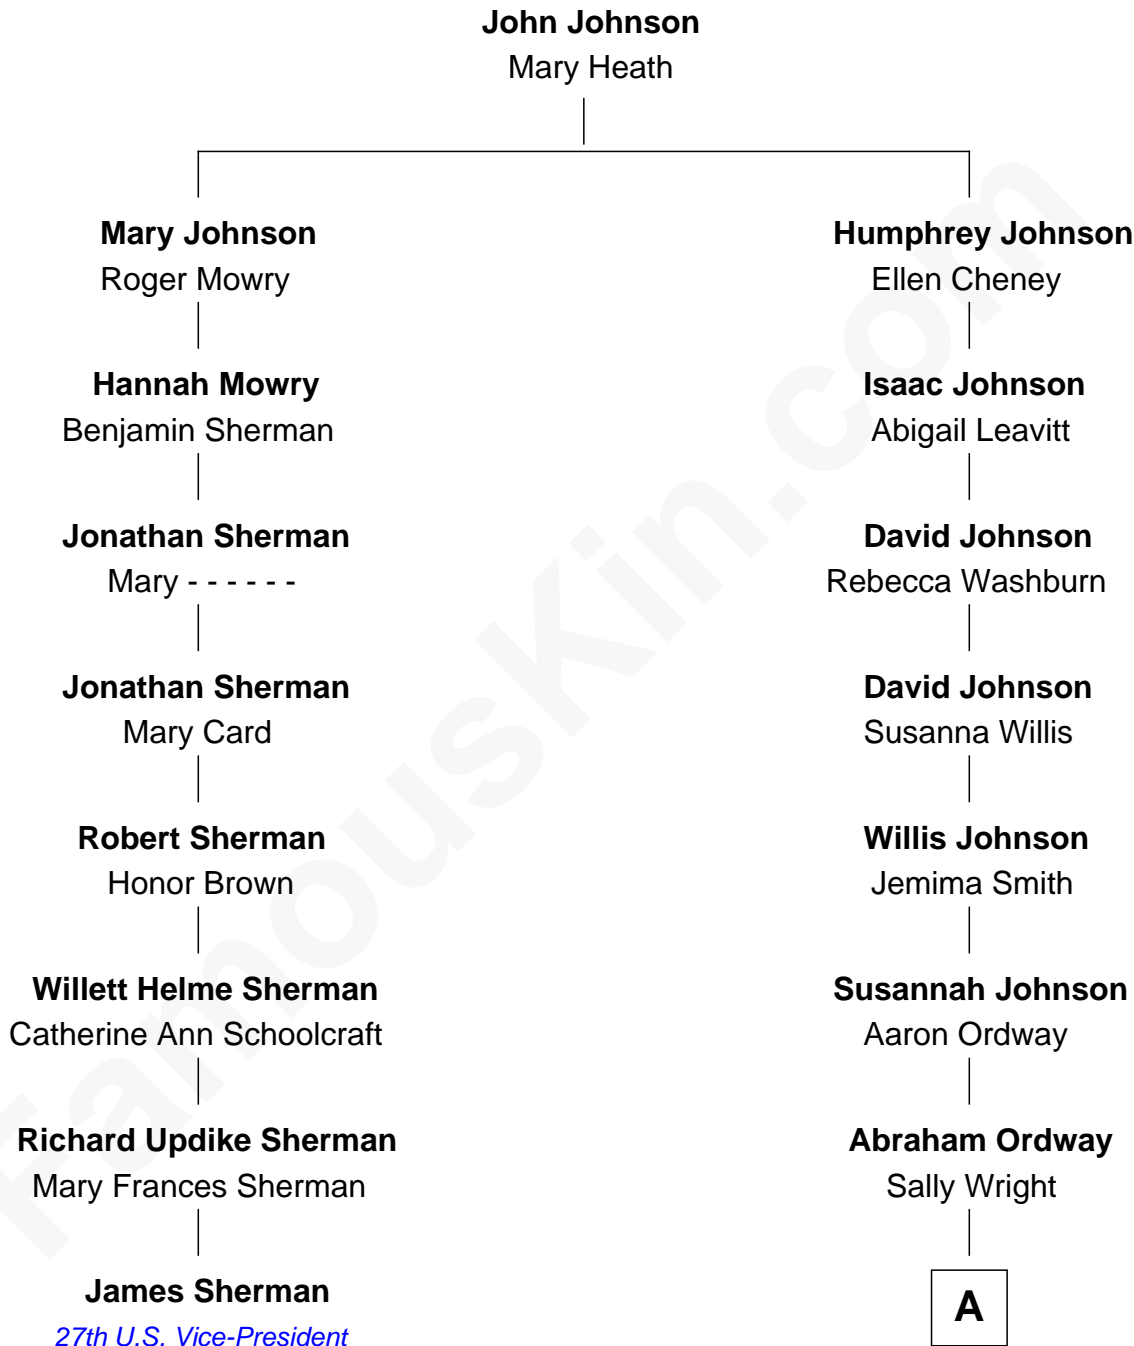 John Johnson
Mary Heath
Mary Johnson
Roger Mowry
Humphrey Johnson
Ellen Cheney
Hannah Mowry
Benjamin Sherman
Isaac Johnson
Abigail Leavitt
Jonathan Sherman
Mary - - - - - -
David Johnson
Rebecca Washburn
Jonathan Sherman
Mary Card
David Johnson
Susanna Willis
Robert Sherman
Honor Brown
Willis Johnson
Jemima Smith
Willett Helme Sherman
Catherine Ann Schoolcraft
Susannah Johnson
Aaron Ordway
Richard Updike Sherman
Mary Frances Sherman
Abraham Ordway
Sally Wright
James Sherman
27th U.S. Vice-President
A
FamousKin.com